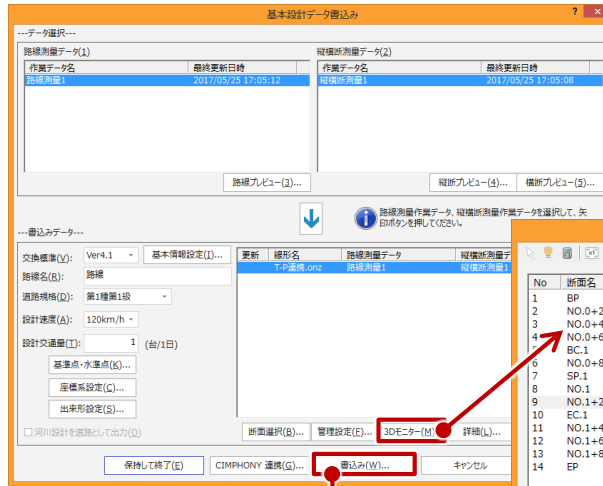 基本設計データ書込み
? ×
---データ選択---
路線測量データ(1)
縦横断測量データ(2)
作業データ名 最終更新日時
路線測量1 2017/05/25 17:05:12
作業データ名 最終更新日時
縦横断測量1 2017/05/25 17:05:08
路線プレビュー(3)...
縦断プレビュー(4)...
横断プレビュー(5)...
路線測量作業データ、縦横断測量作業データを選択して、矢
印ボタンを押してください。
---書込みデータ---
交換標準(V): Ver4.1 基本情報設定(I)...
路線名(R): 路線
道路規格(D): 第1種第1級
設計速度(A): 120km/h
設計交通量(T): 1 (台/1日)
基準点・水準点(K)...
座標系設定(C)...
出来形設定(S)...
河川設計を道路として出力(O)
更新 線形名 路線測量データ 縦横断測量デ
T-P連携.onz 路線測量1 縦横断測量1
断面選択(B)...
管理設定(F)...
3Dモニター(M)
詳細(L)...
保持して終了(E)
CIMPHONY 連携(G)...
書込み(W)...
キャンセル
No 断面名
1 BP
2 NO.0+2
3 NO.0+4
4 NO.0+6
BC.1
6 NO.0+8
7 SP.1
8 NO.1
9 NO.1+2
10 EC.1
11 NO.1+4
12 NO.1+6
13 NO.1+8
14 EP